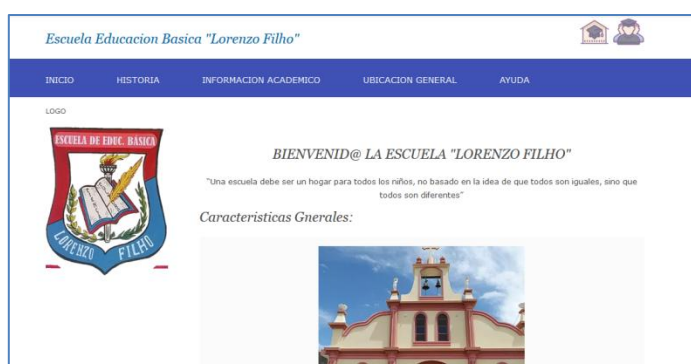 Escuela Educacion Basica "Lorenzo Filho"
INICIO HISTORIA INFORMACION ACADEMICO UBICACION GENERAL AYUDA
LOGO
ESCUELA DE EDUC. BASICA
LORENZO FILHO
BIENVENID@ LA ESCUELA "LORENZO FILHO"
"Una escuela debe ser un hogar para todos los niños, no basado en la idea de que todos son iguales, sino que
todos son diferentes"
Caracteristicas Gnerales: